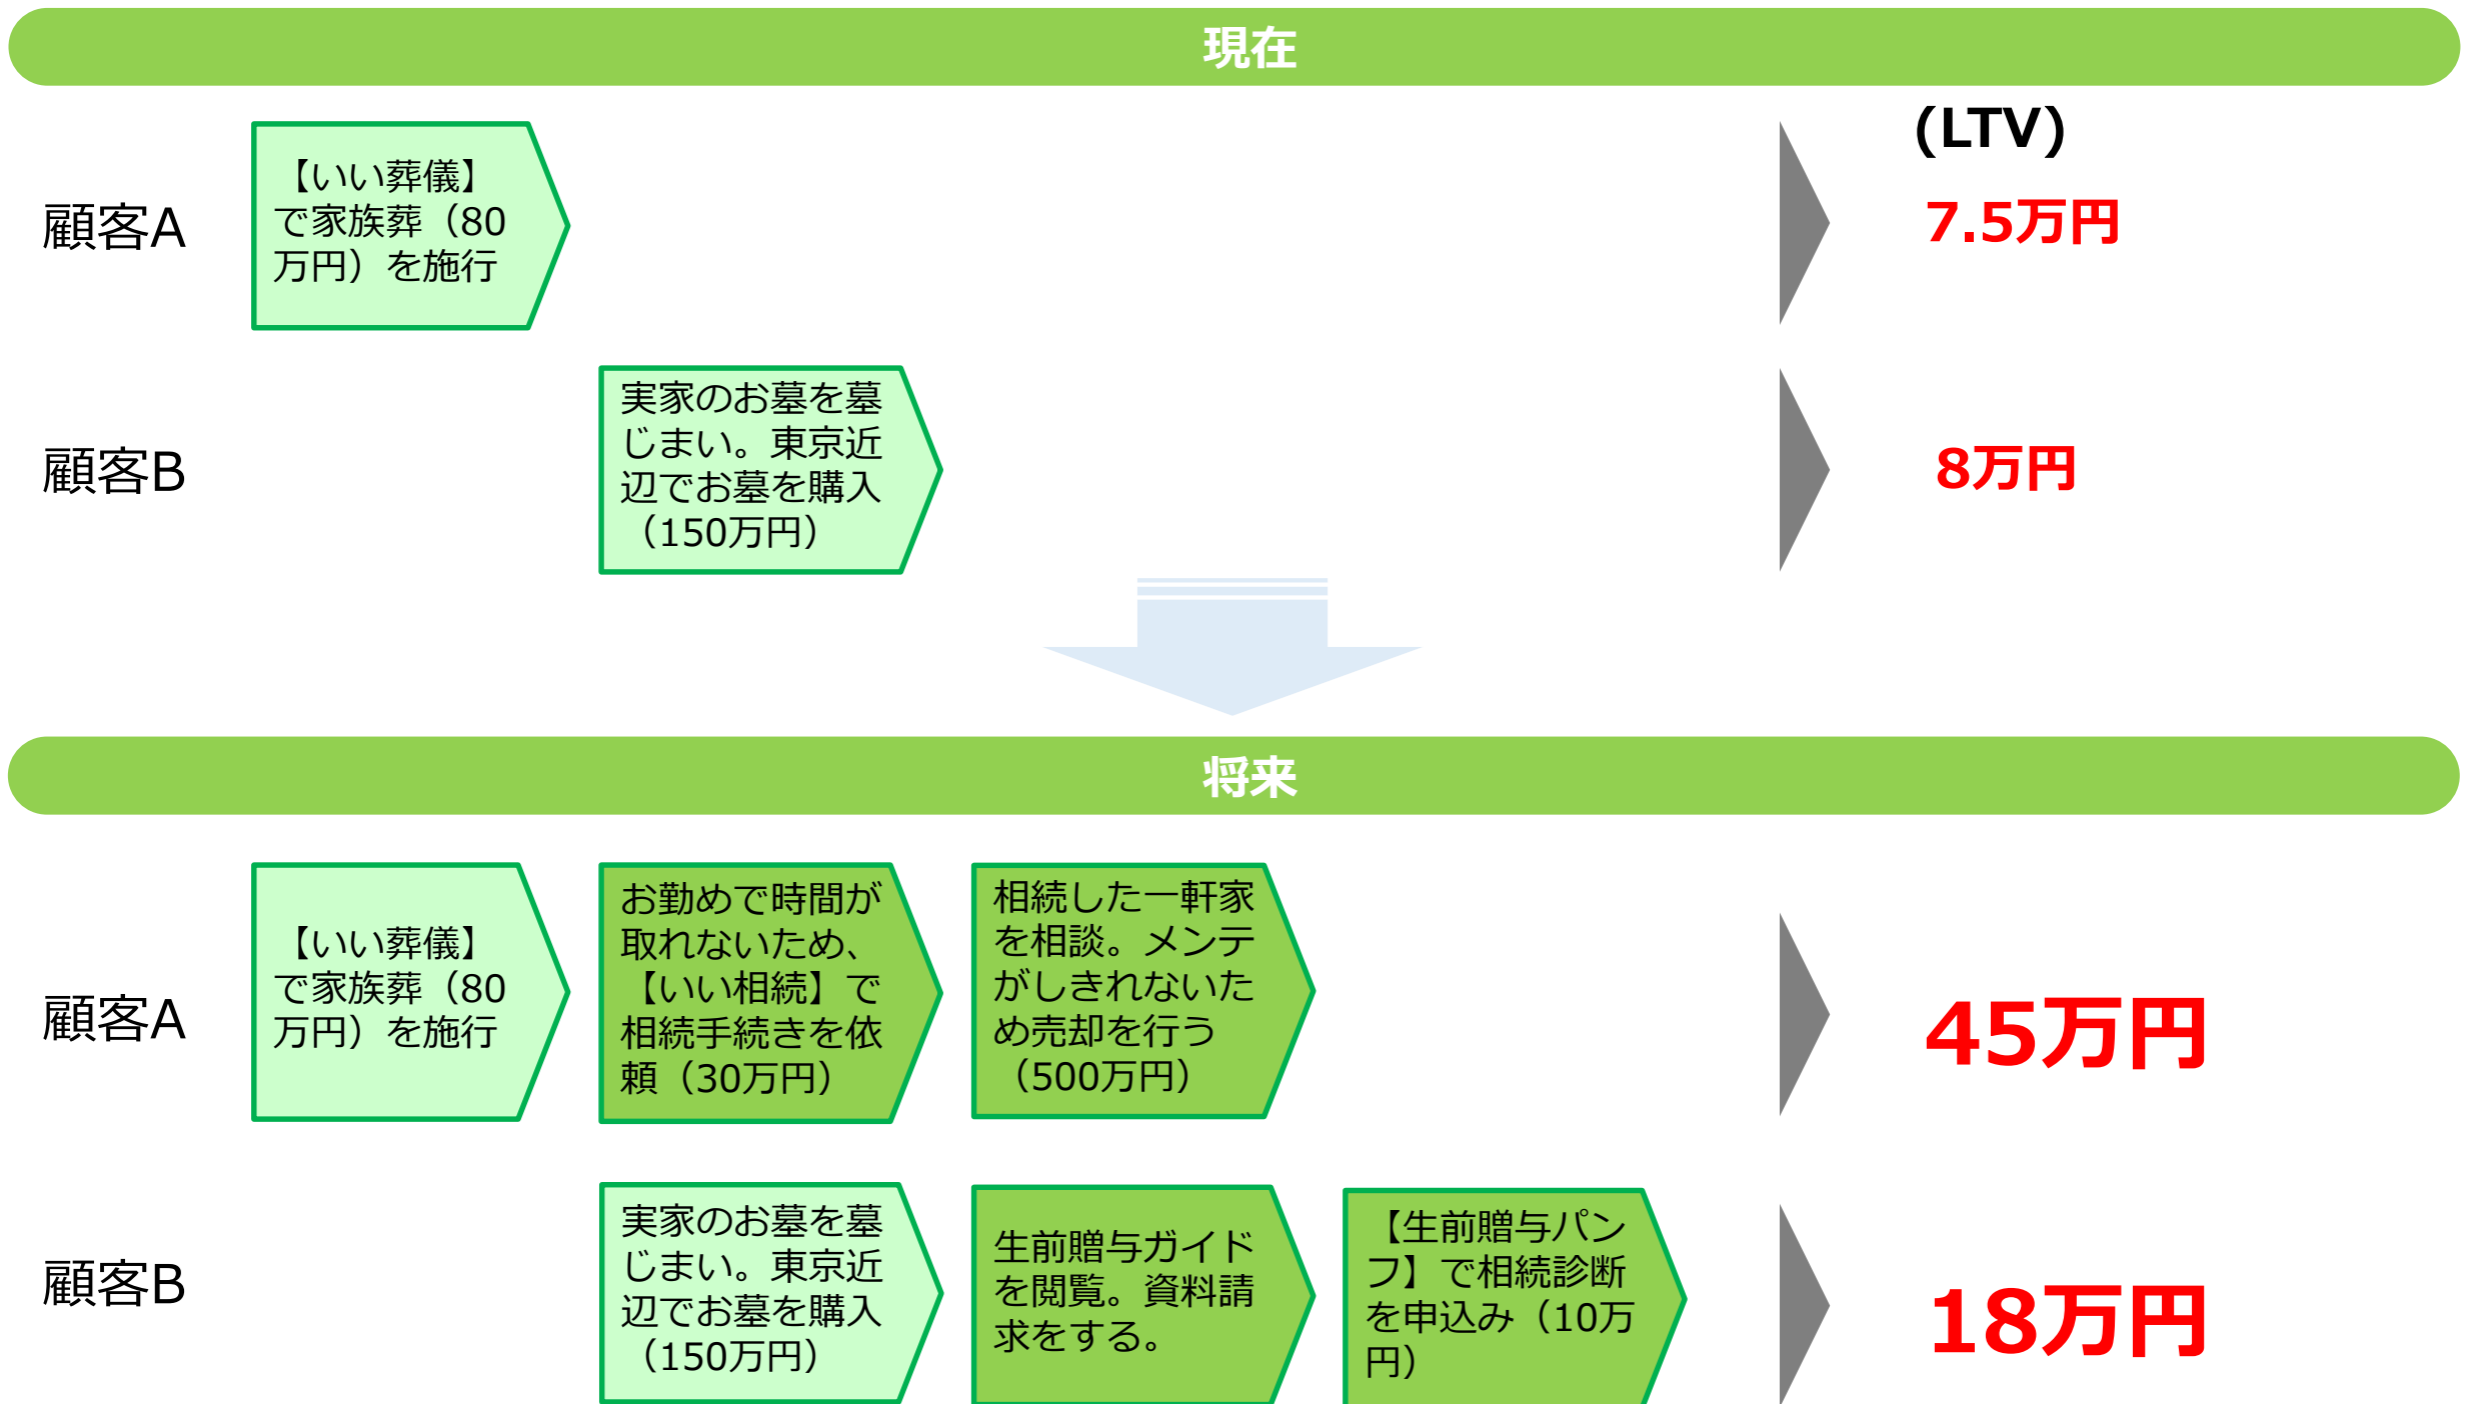 現在
(LTV)
顧客A
【いい葬儀】
で家族葬（80
万円）を施行
7.5万円
顧客B
実家のお墓を墓
じまい。東京近
辺でお墓を購入
（150万円）
8万円
将来
顧客A
【いい葬儀】
で家族葬（80
万円）を施行
お勤めで時間が
取れないため、
【いい相続】で
相続手続きを依
頼（30万円）
相続した一軒家
を相談。メンテ
がしきれないた
め売却を行う
（500万円）
45万円
顧客B
実家のお墓を墓
じまい。東京近
辺でお墓を購入
（150万円）
生前贈与ガイド
を閲覧。資料請
求をする。
【生前贈与パン
フ】で相続診断
を申込み（10万
円）
18万円